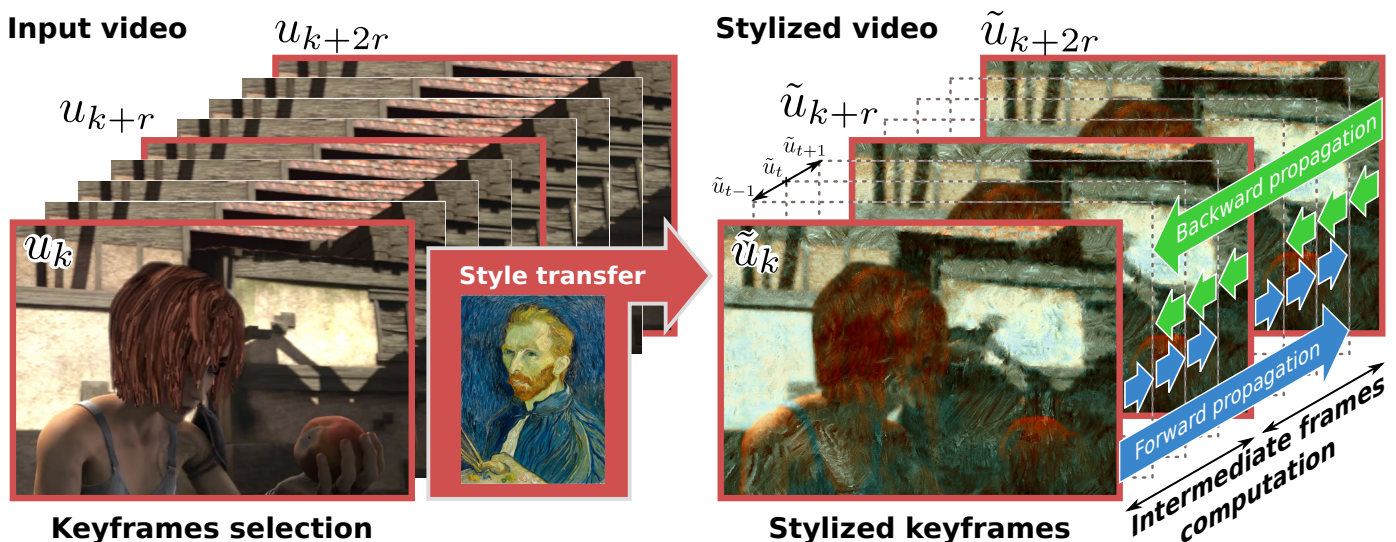 Input video
u_{k+2r}
u_{k+r}
u_k
Style transfer
Keyframes selection
Stylized video
ũ_{k+2r}
ũ_{k+r}
ũ_{t+1}
ũ_t
ũ_{t−1}
ũ_k
Backward propagation
Forward propagation
Intermediate frames
computation
Stylized keyframes